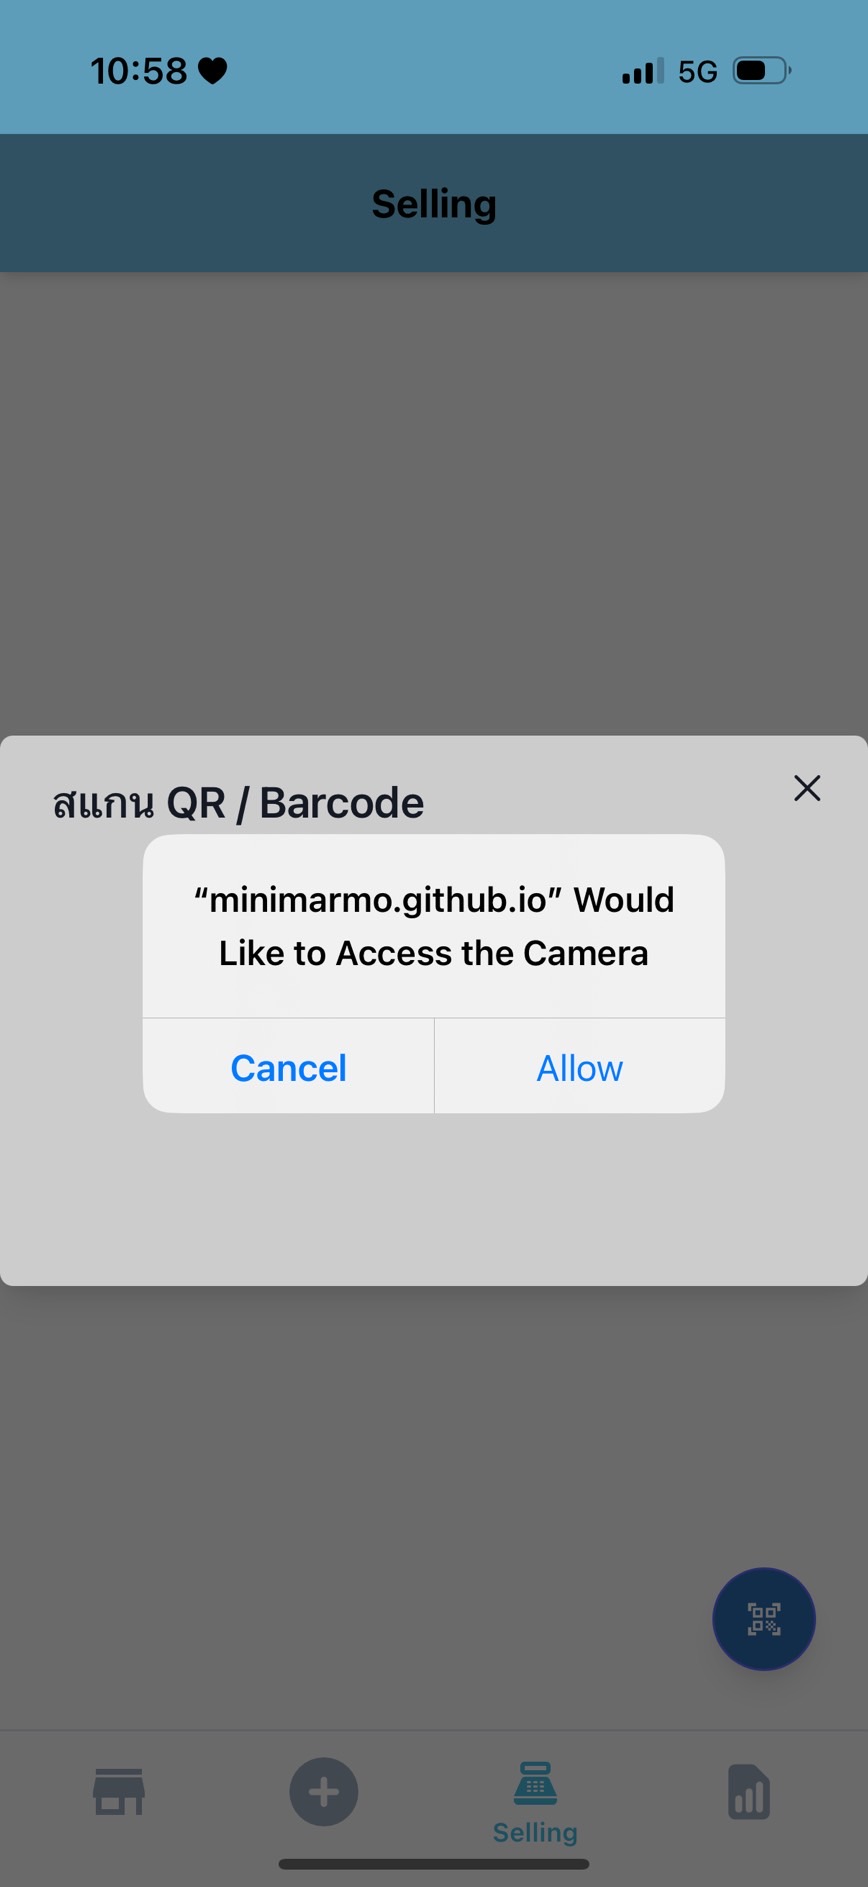 10:58
5G
Selling
สแกน QR / Barcode
“minimarmo.github.io” Would
Like to Access the Camera
Cancel
Allow
Selling